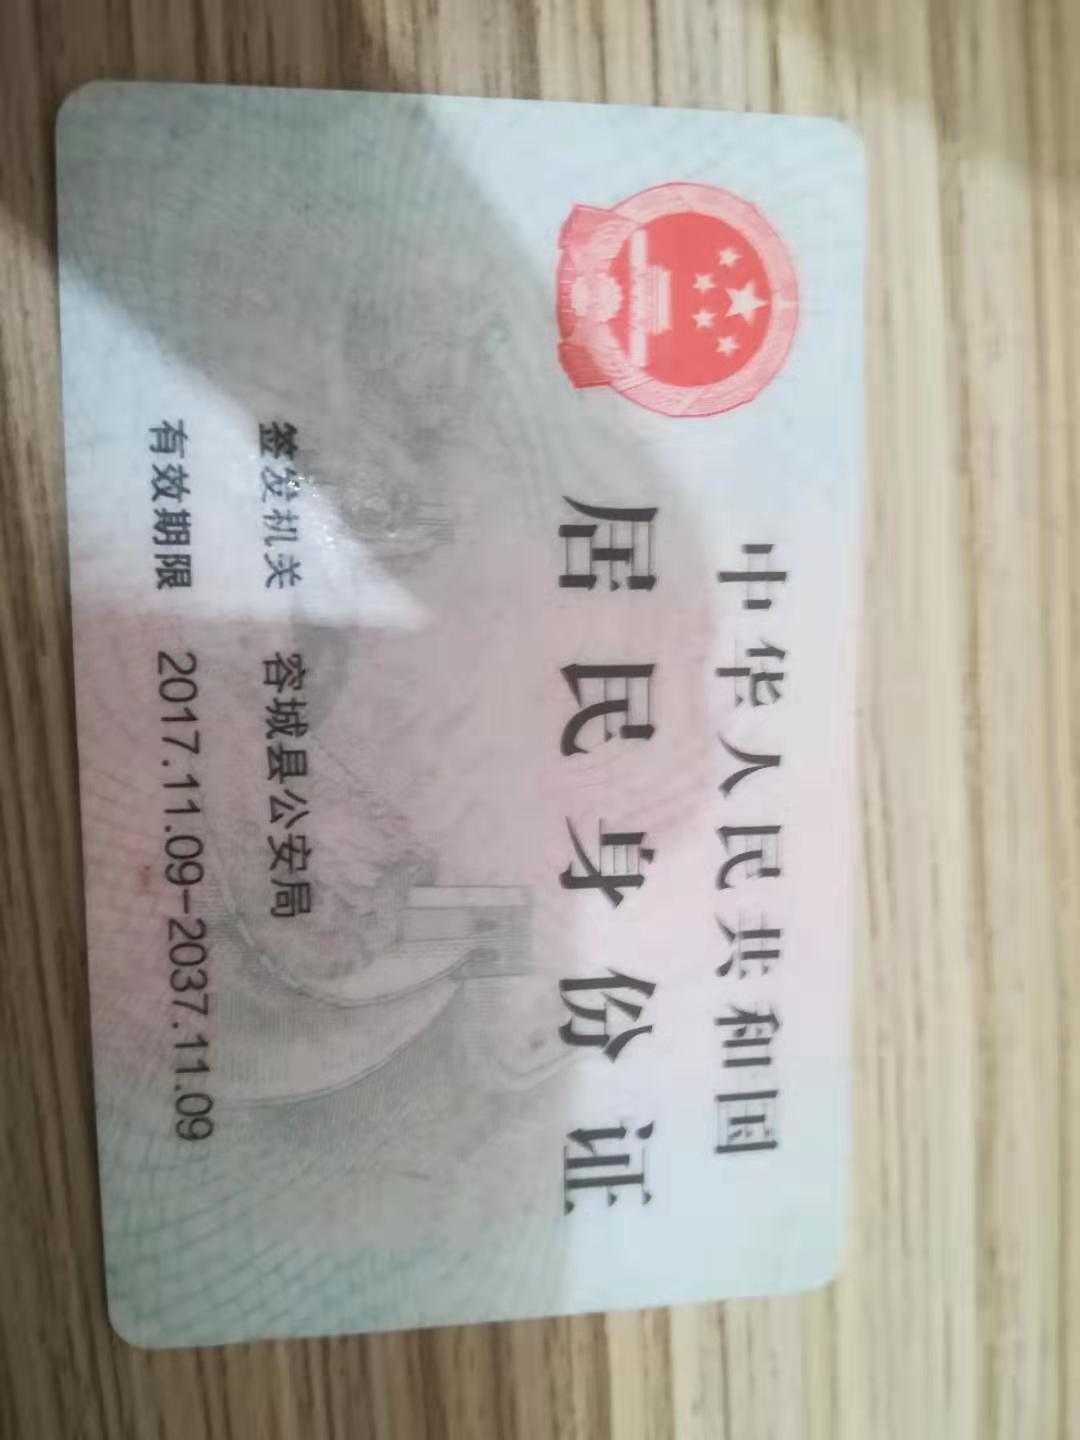 中华人民共和国
居民身份证
签发机关 容城县公安局
有效期限 2017.11.09-2037.11.09